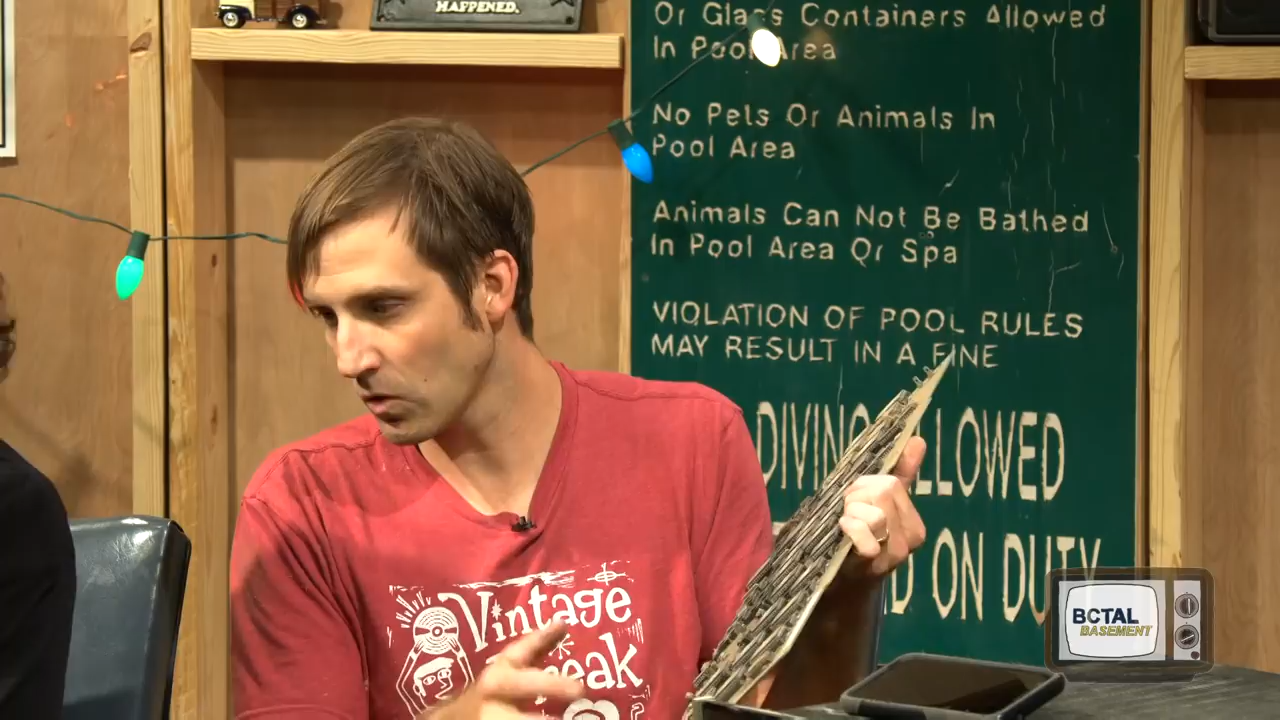 HAPPENED.
Or Glass Containers Allowed
In Pool Area
No Pets Or Animals In
Pool Area
Animals Can Not Be Bathed
In Pool Area Or Spa
VIOLATION OF POOL RULES
MAY RESULT IN A FINE
DIVING ALLOWED
ON DUTY
Vintage
BCTAL
BASEMENT